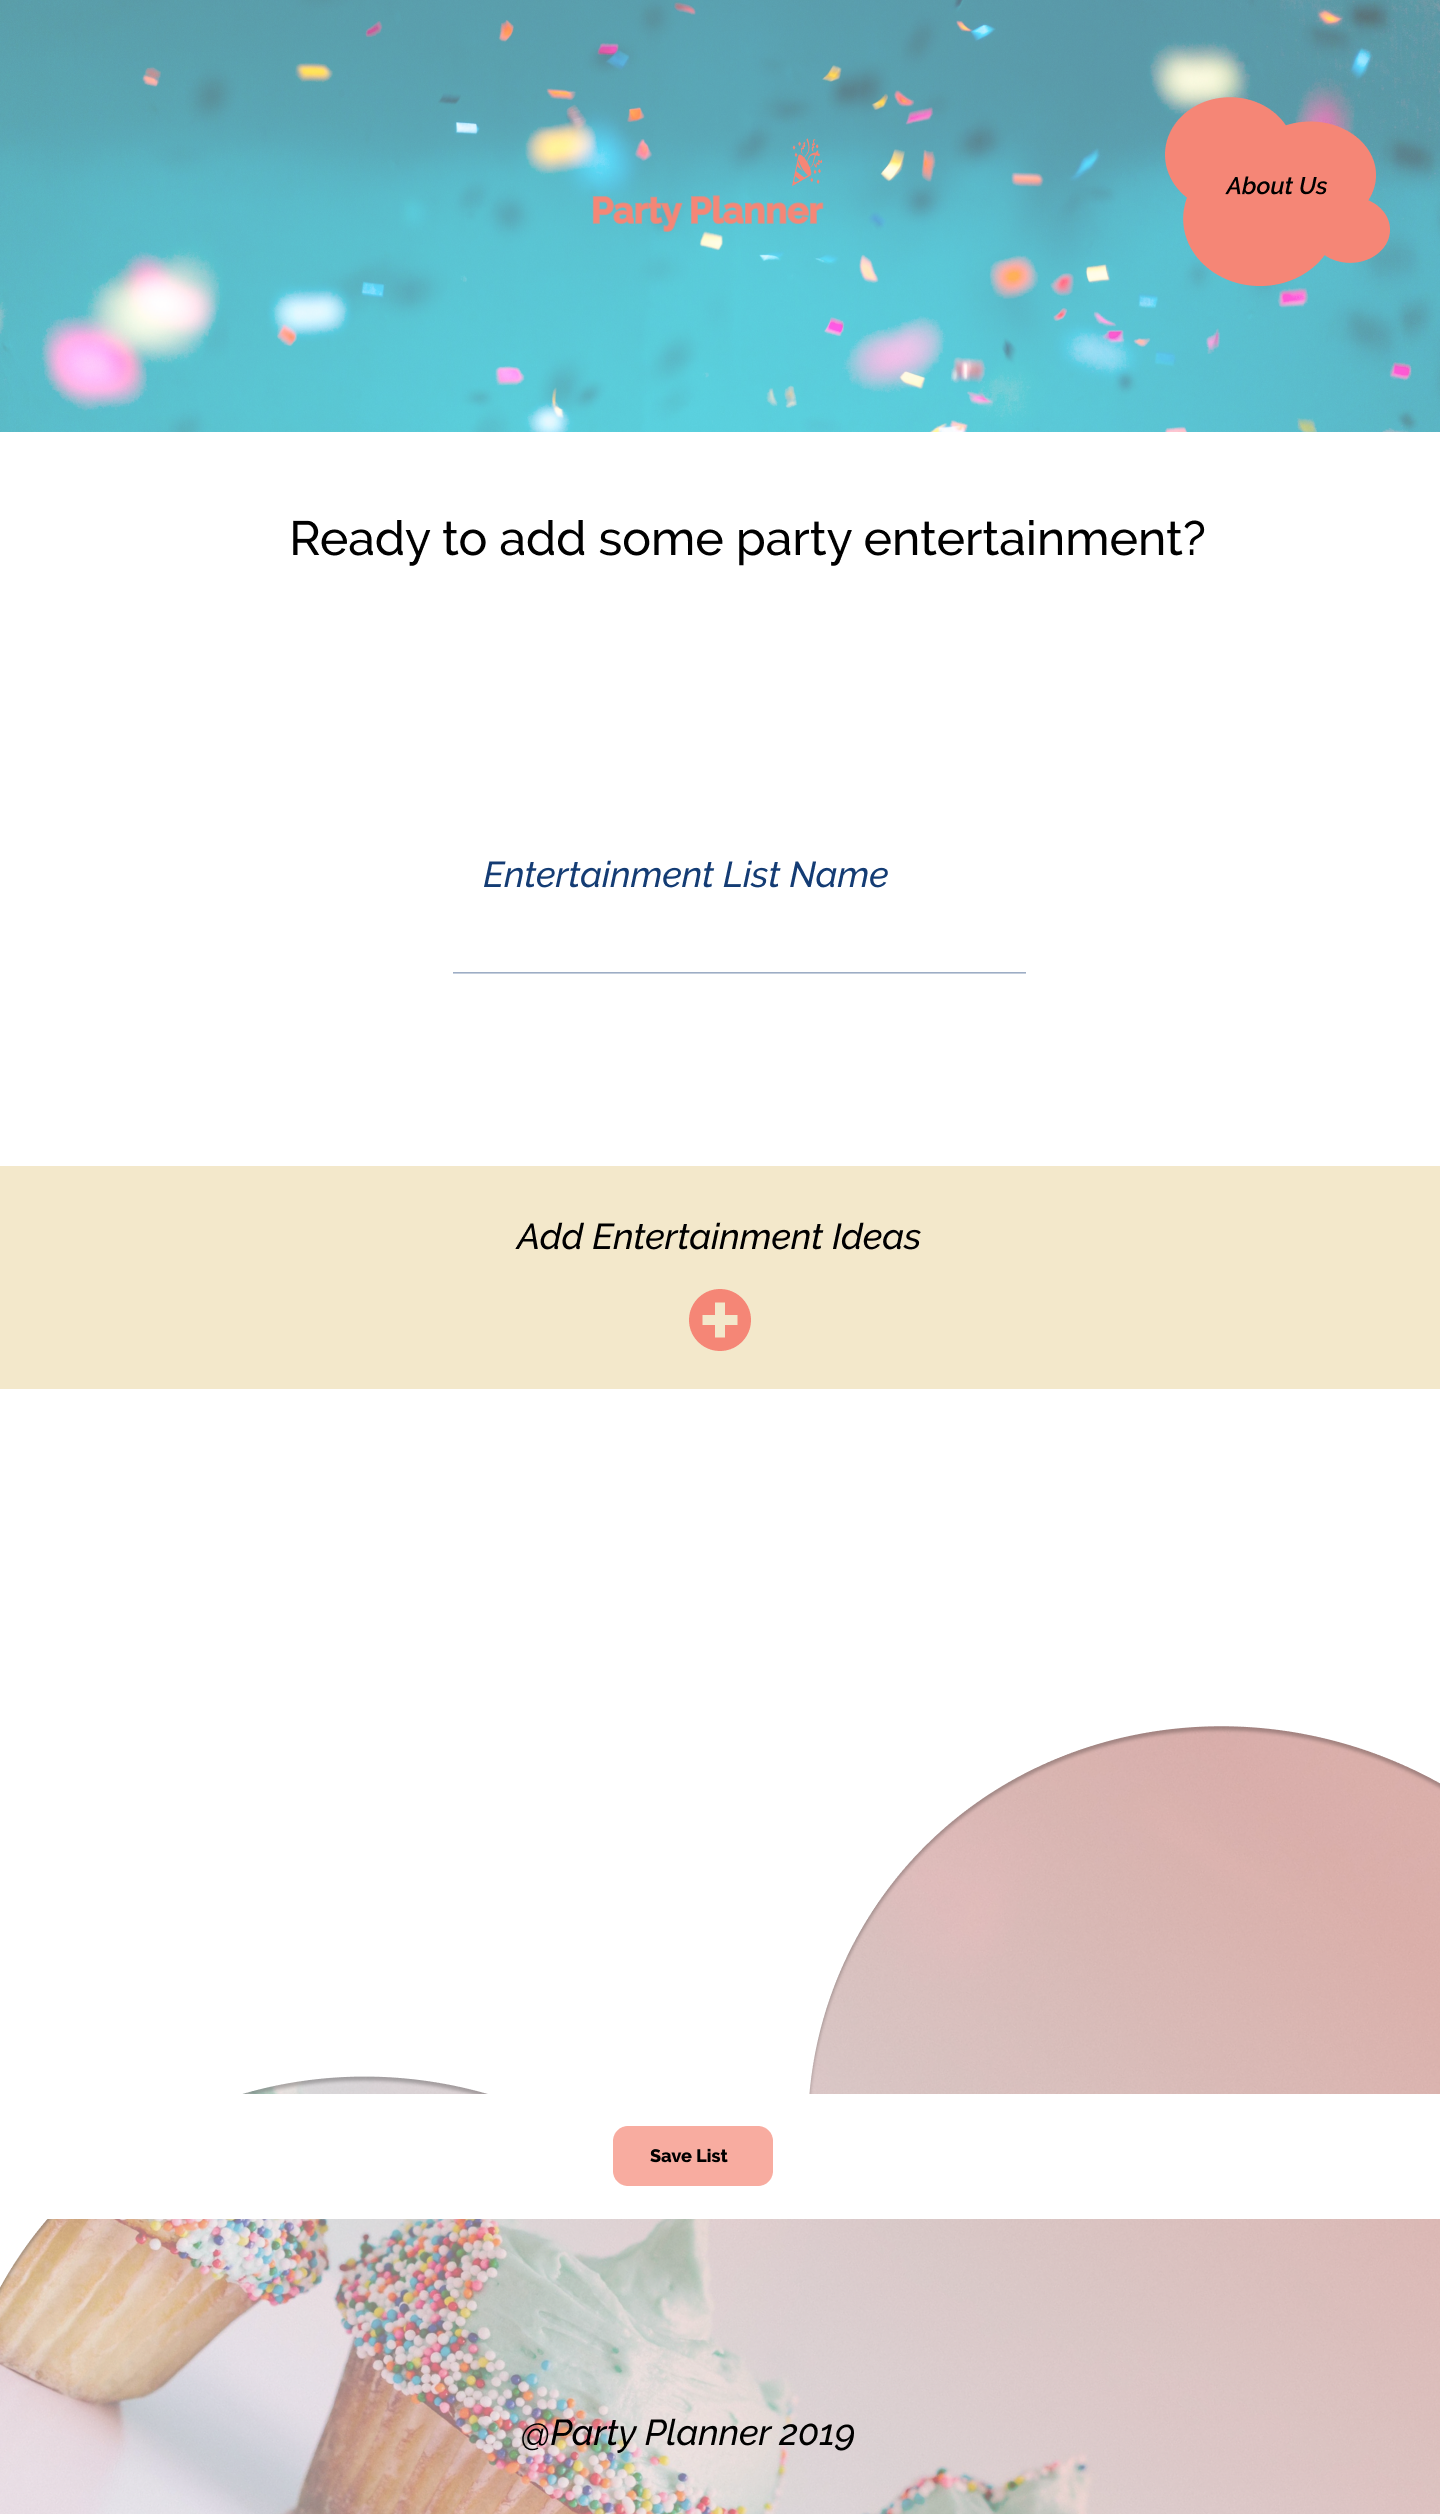 About Us
Party Planner
Ready to add some party entertainment?
Entertainment List Name
Add Entertainment Ideas
Save List
@Party Planner 2019